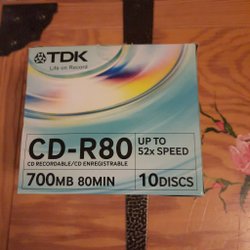 TDK
Life on Record
CD-R80
UP TO
52x SPEED
CD RECORDABLE/CD ENREGISTRABLE
700MB 80MIN
10DISCS